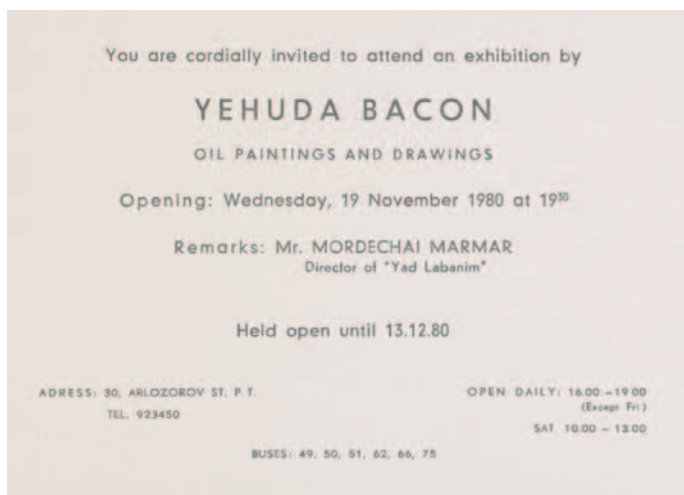 You are cordially invited to attend an exhibition by
YEHUDA BACON
OIL PAINTINGS AND DRAWINGS
Opening: Wednesday, 19 November 1980 at 19³⁰
Remarks: Mr. MORDECHAI MARMAR
Director of "Yad Labanim"
Held open until 13.12.80
ADRESS: 30, ARLOZOROV ST. P.T.
TEL. 923450
OPEN DAILY: 16.00 – 19 00
(Except Fri)
SAT. 10.00 – 13.00
BUSES: 49, 50, 51, 62, 66, 75